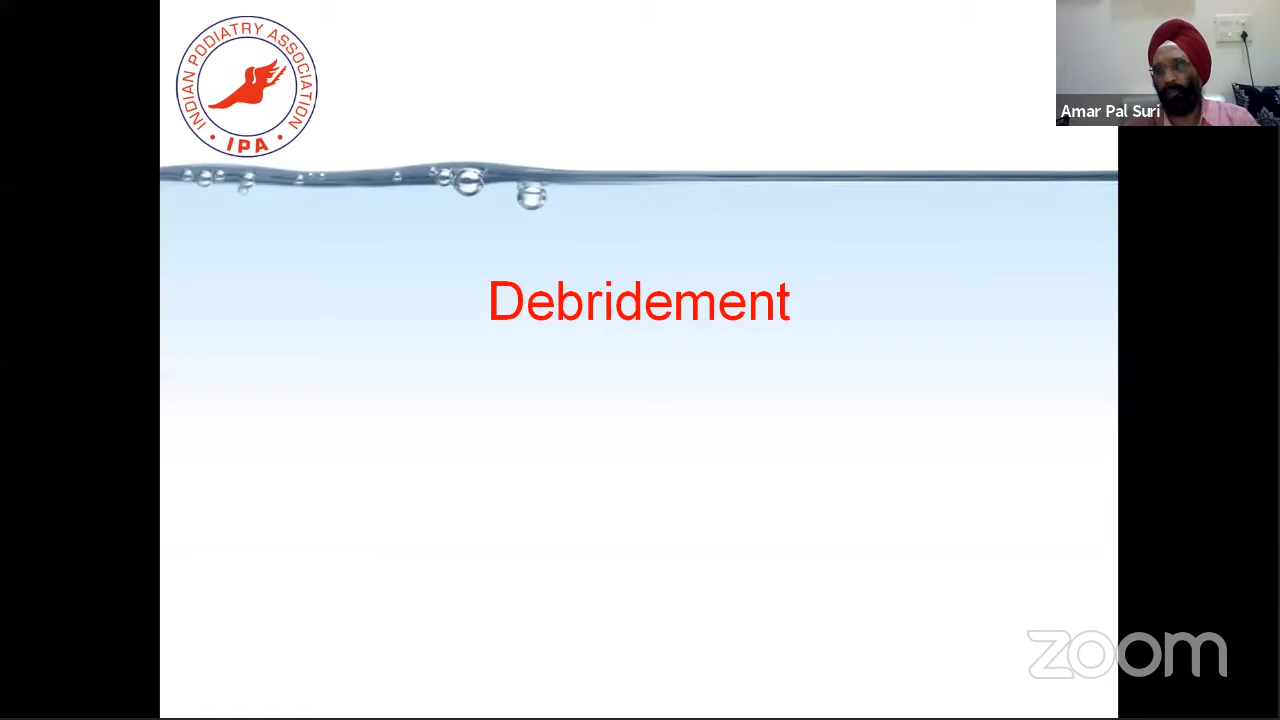 INDIAN PODIATRY ASSOCIATION
IPA
Amar Pal Suri
Debridement
zoom